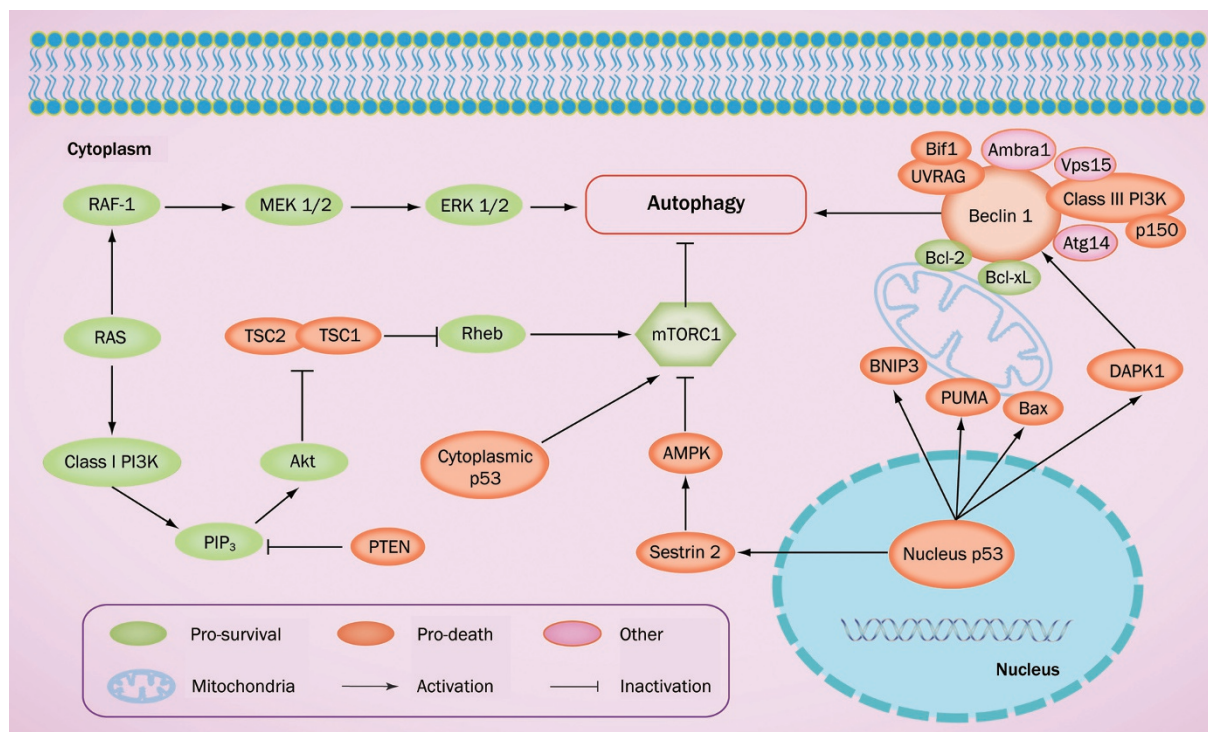 Cytoplasm
RAF-1
MEK 1/2
ERK 1/2
Autophagy
Bif1
UVRAG
Ambra1
Vps15
Beclin 1
Class III PI3K
p150
Atg14
Bcl-2
Bcl-xL
RAS
TSC2
TSC1
Rheb
mTORC1
BNIP3
PUMA
Bax
DAPK1
Class I PI3K
Akt
Cytoplasmic
p53
AMPK
PIP₃
PTEN
Sestrin 2
Nucleus p53
Nucleus
Pro-survival
Pro-death
Other
Mitochondria
Activation
Inactivation